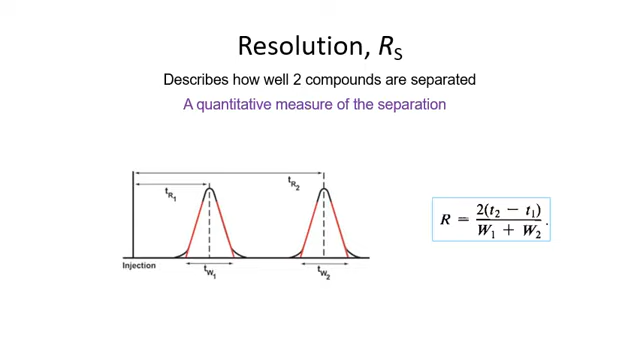 Resolution, R_S
Describes how well 2 compounds are separated
A quantitative measure of the separation
t_R₂
t_R₁
R = 2(t₂ − t₁) / W₁ + W₂ .
Injection
t_W₁
t_W₂